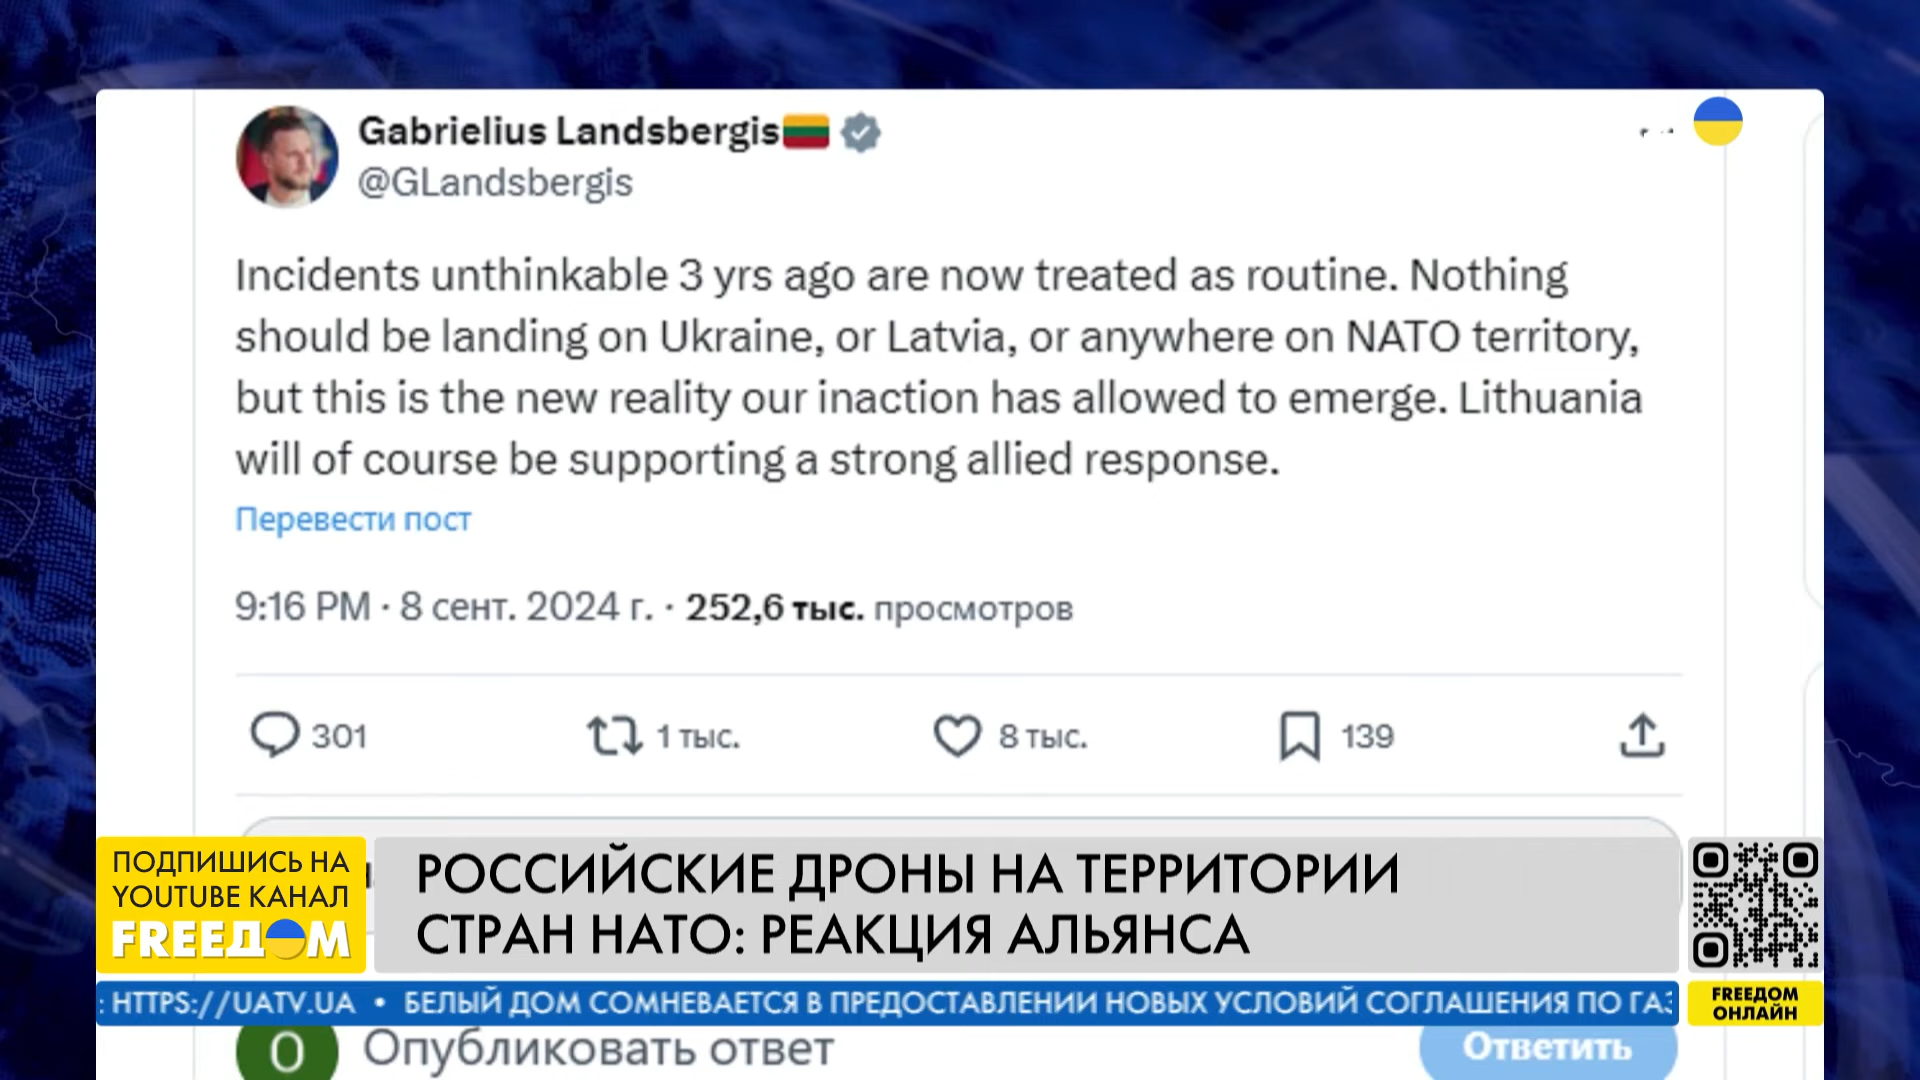 Gabrielius Landsbergis
@GLandsbergis
Incidents unthinkable 3 yrs ago are now treated as routine. Nothing
should be landing on Ukraine, or Latvia, or anywhere on NATO territory,
but this is the new reality our inaction has allowed to emerge. Lithuania
will of course be supporting a strong allied response.
Перевести пост
9:16 PM · 8 сент. 2024 г. · 252,6 тыс. просмотров
301 1 тыс. 8 тыс. 139
ПОДПИШИСЬ НА
YOUTUBE КАНАЛ
FREEДОМ
РОССИЙСКИЕ ДРОНЫ НА ТЕРРИТОРИИ
СТРАН НАТО: РЕАКЦИЯ АЛЬЯНСА
: HTTPS://UATV.UA • БЕЛЫЙ ДОМ СОМНЕВАЕТСЯ В ПРЕДОСТАВЛЕНИИ НОВЫХ УСЛОВИЙ СОГЛАШЕНИЯ ПО ГАЗ
FREEДОМ
ОНЛАЙН
О Опубликовать ответ
Ответить